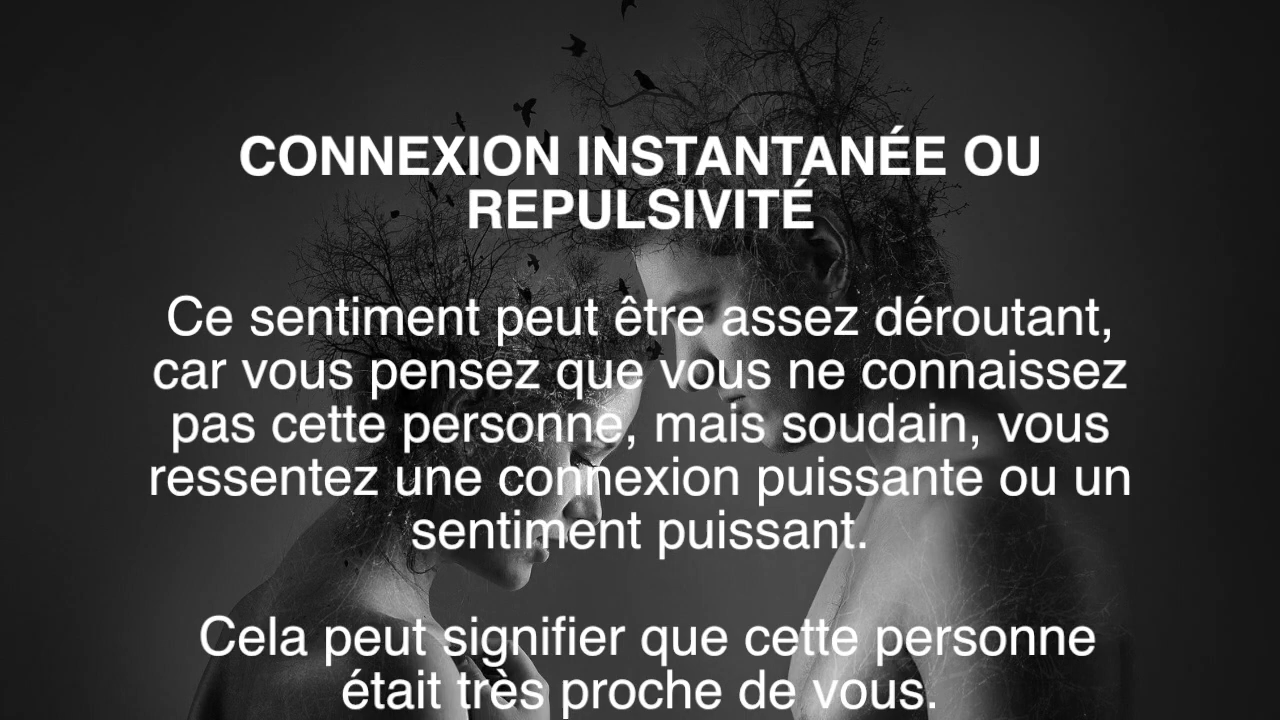 CONNEXION INSTANTANÉE OU
REPULSIVITÉ
Ce sentiment peut être assez déroutant,
car vous pensez que vous ne connaissez
pas cette personne, mais soudain, vous
ressentez une connexion puissante ou un
sentiment puissant.
Cela peut signifier que cette personne
était très proche de vous.